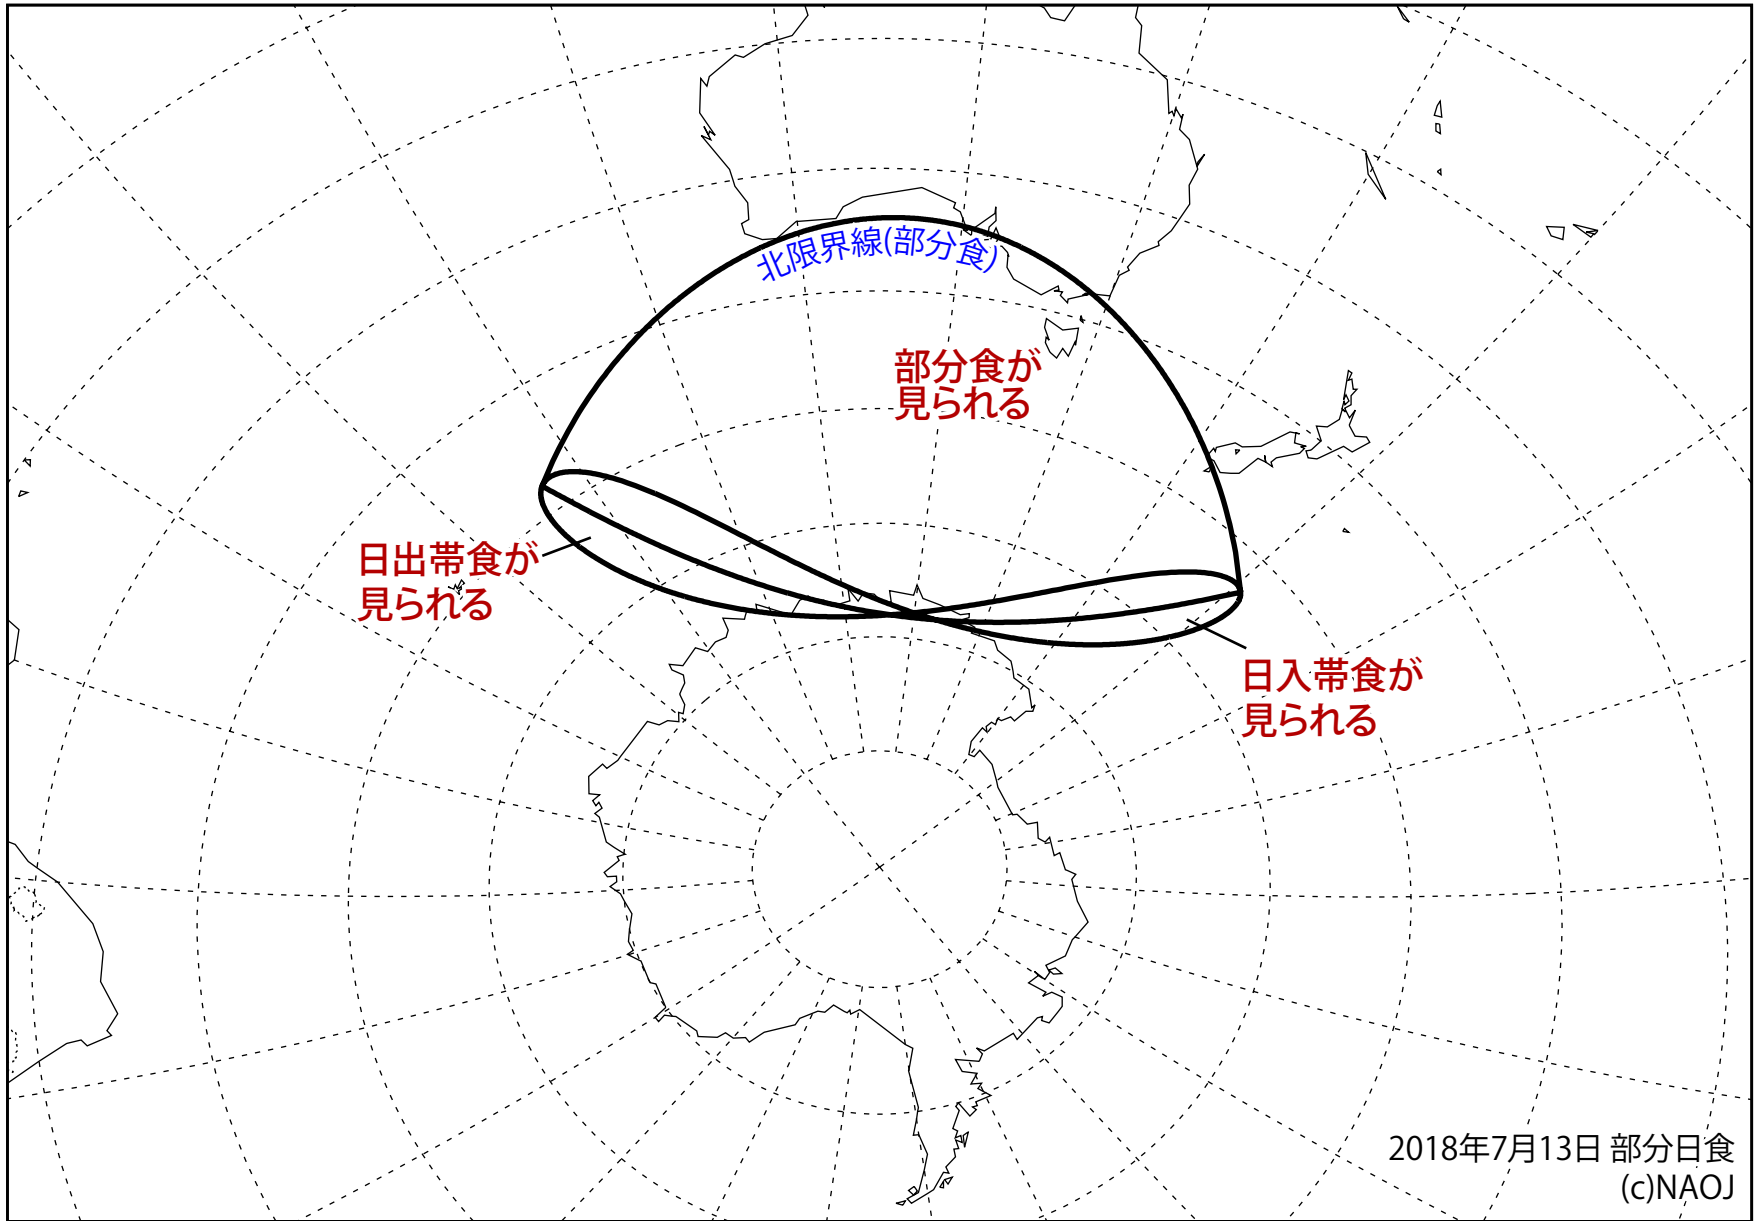 北限界線(部分食)
部分食が
見られる
日出帯食が
見られる
日入帯食が
見られる
2018年7月13日 部分日食
(c)NAOJ